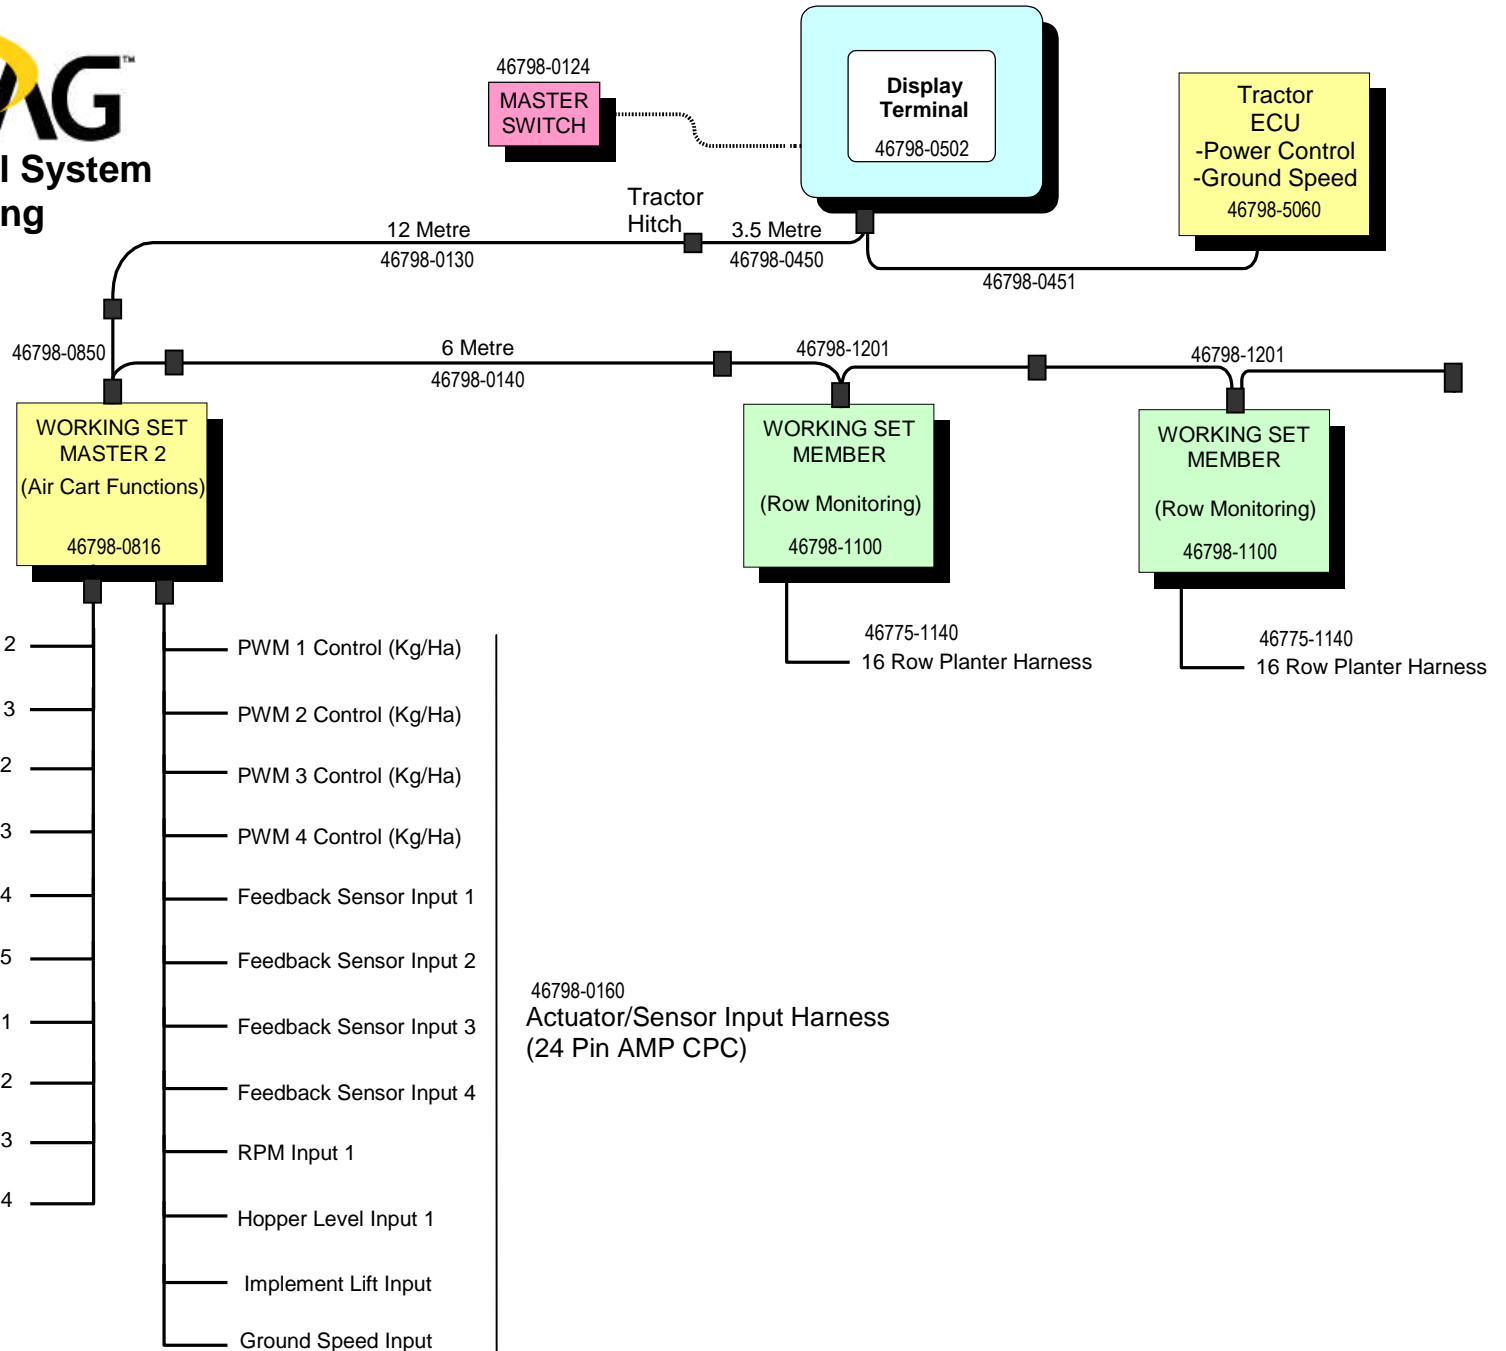 AG™
l System
ng
46798-0124
MASTER
SWITCH
Display
Terminal
46798-0502
Tractor
ECU
-Power Control
-Ground Speed
46798-5060
Tractor
Hitch
12 Metre
46798-0130
3.5 Metre
46798-0450
46798-0451
46798-0850
6 Metre
46798-0140
46798-1201
46798-1201
WORKING SET
MASTER 2
(Air Cart Functions)
46798-0816
WORKING SET
MEMBER
(Row Monitoring)
46798-1100
WORKING SET
MEMBER
(Row Monitoring)
46798-1100
46775-1140
16 Row Planter Harness
46775-1140
16 Row Planter Harness
2
3
2
3
4
5
1
2
3
4
PWM 1 Control (Kg/Ha)
PWM 2 Control (Kg/Ha)
PWM 3 Control (Kg/Ha)
PWM 4 Control (Kg/Ha)
Feedback Sensor Input 1
Feedback Sensor Input 2
Feedback Sensor Input 3
Feedback Sensor Input 4
RPM Input 1
Hopper Level Input 1
Implement Lift Input
Ground Speed Input
46798-0160
Actuator/Sensor Input Harness
(24 Pin AMP CPC)